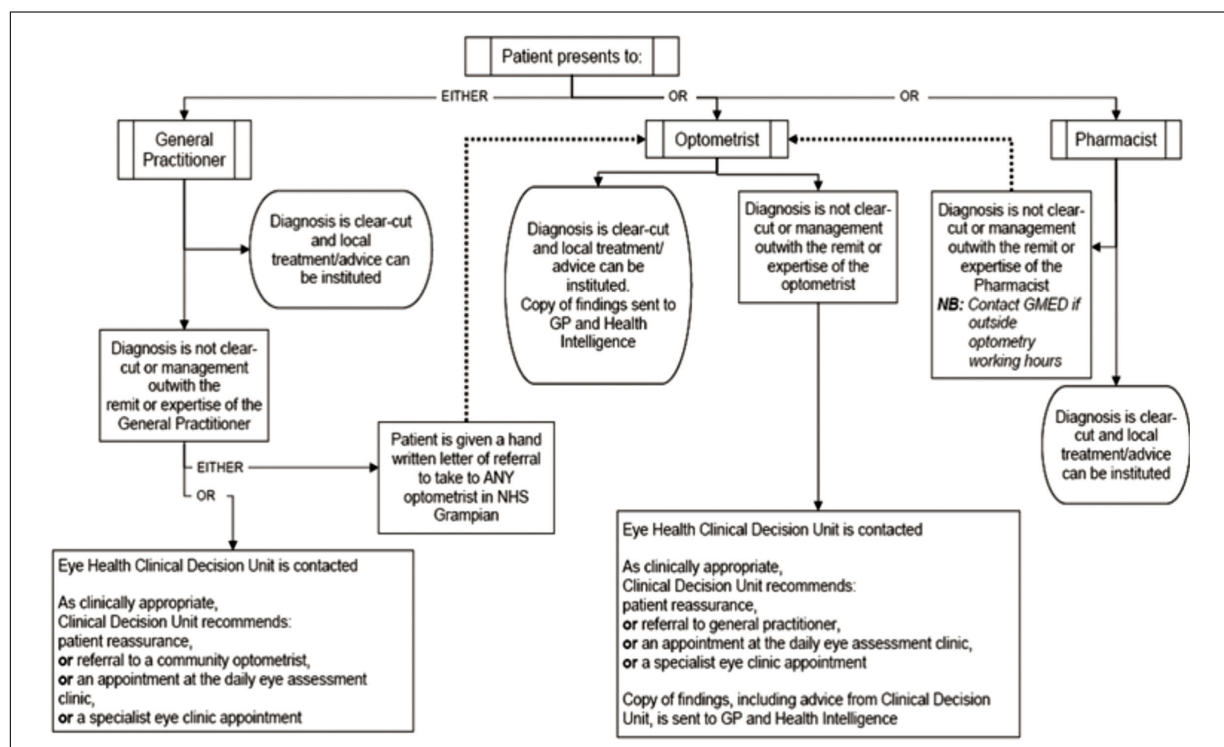 Patient presents to:
EITHER
OR
OR
General
Practitioner
Optometrist
Pharmacist
Diagnosis is clear-cut
and local
treatment/advice can
be instituted
Diagnosis is clear-cut
and local treatment/
advice can be
instituted.
Copy of findings sent to
GP and Health
Intelligence
Diagnosis is not clear-
cut or management
outwith the remit or
expertise of the
optometrist
Diagnosis is not clear-
cut or management
outwith the remit or
expertise of the
Pharmacist
NB: Contact GMED if
outside
optometry
working hours
Diagnosis is not clear-
cut or management
outwith the
remit or expertise of the
General Practitioner
Diagnosis is clear-
cut and local
treatment/advice
can be instituted
EITHER
OR
Patient is given a hand
written letter of referral
to take to ANY
optometrist in NHS
Grampian
Eye Health Clinical Decision Unit is contacted
As clinically appropriate,
Clinical Decision Unit recommends:
patient reassurance,
or referral to a community optometrist,
or an appointment at the daily eye assessment
clinic,
or a specialist eye clinic appointment
Eye Health Clinical Decision Unit is contacted
As clinically appropriate,
Clinical Decision Unit recommends:
patient reassurance,
or referral to general practitioner,
or an appointment at the daily eye assessment clinic,
or a specialist eye clinic appointment
Copy of findings, including advice from Clinical Decision
Unit, is sent to GP and Health Intelligence